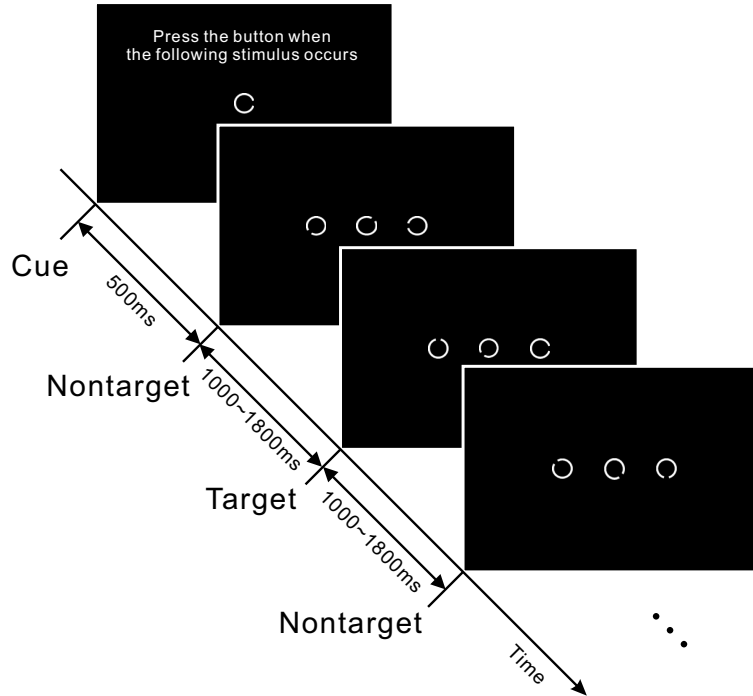 Press the button when
the following stimulus occurs
Cue
500ms
Nontarget
1000~1800ms
Target
1000~1800ms
Nontarget
Time